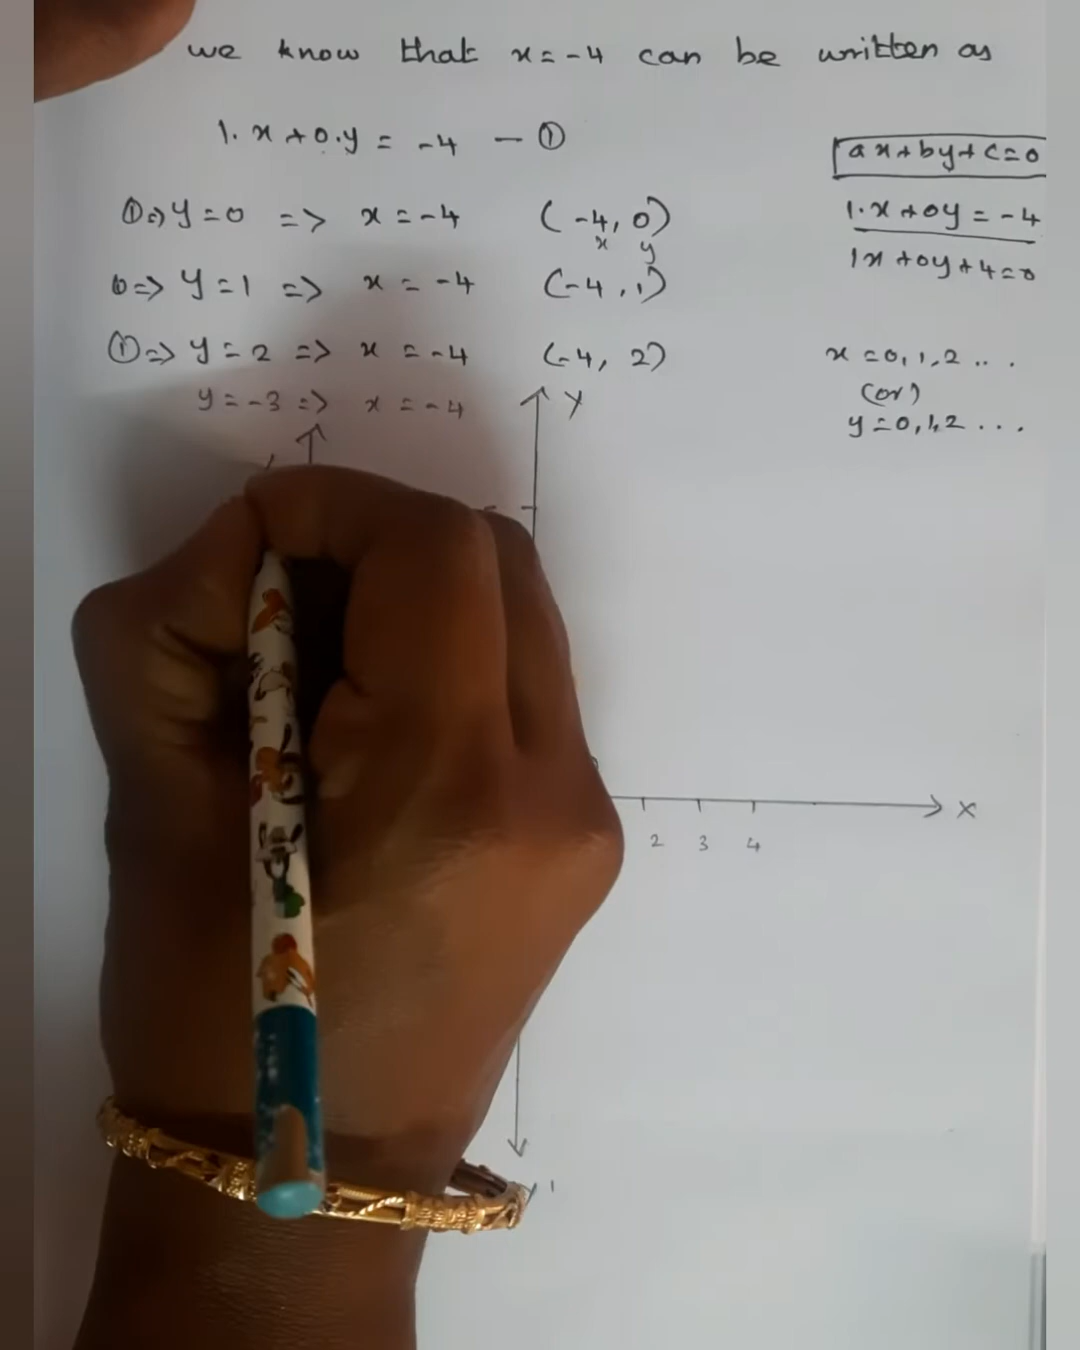 we know that x = -4 can be written as
1. x + 0.y = -4 — ①
ax + by + c = 0
①=> y = 0 => x = -4 (-4, 0)
x y
1.x + 0y = -4
1x + 0y + 4 = 0
①=> y = 1 => x = -4 (-4, 1)
①=> y = 2 => x = -4 (-4, 2)
x = 0, 1, 2 ...
(or)
y = 0, 1, 2 ...
y = -3 => x = -4
Y
X
2 3 4